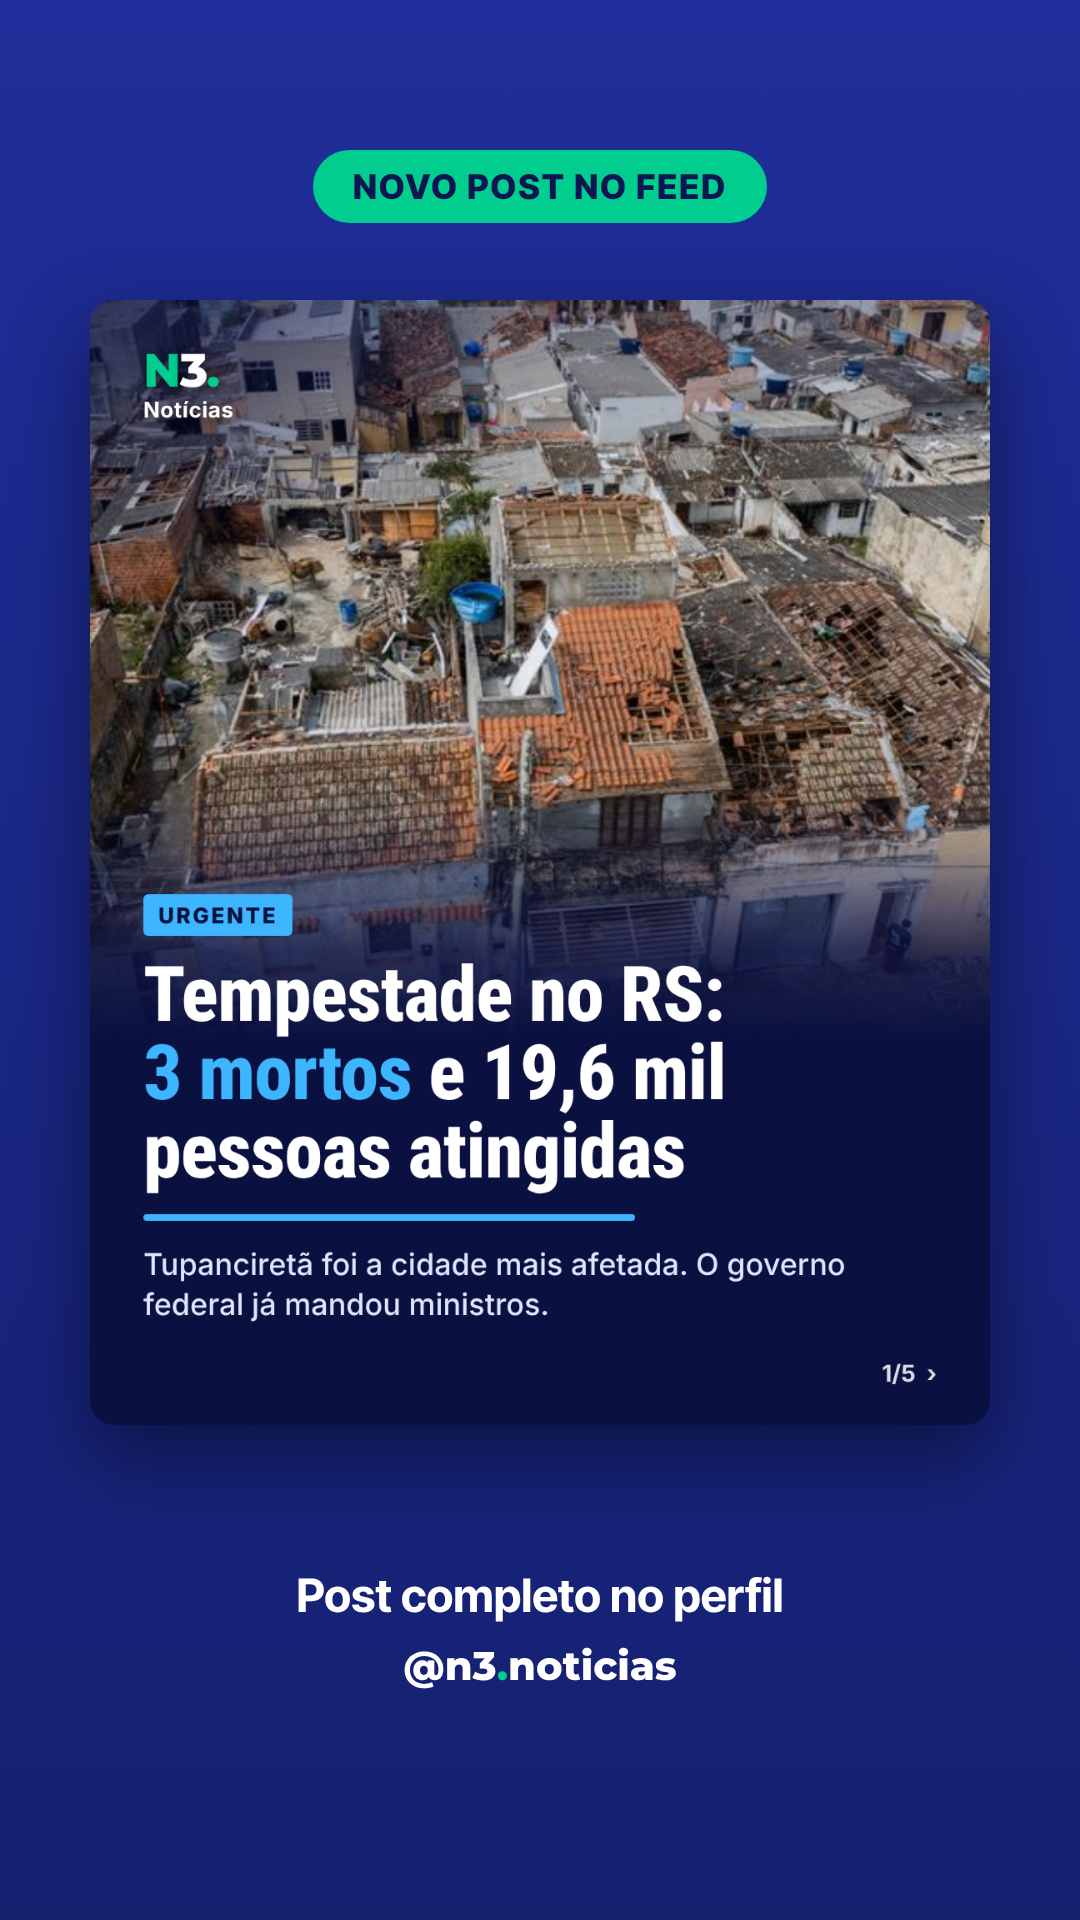 NOVO POST NO FEED
N3.
Notícias
URGENTE
Tempestade no RS:
3 mortos e 19,6 mil
pessoas atingidas
Tupanciretã foi a cidade mais afetada. O governo
federal já mandou ministros.
1/5 ›
Post completo no perfil
@n3.noticias